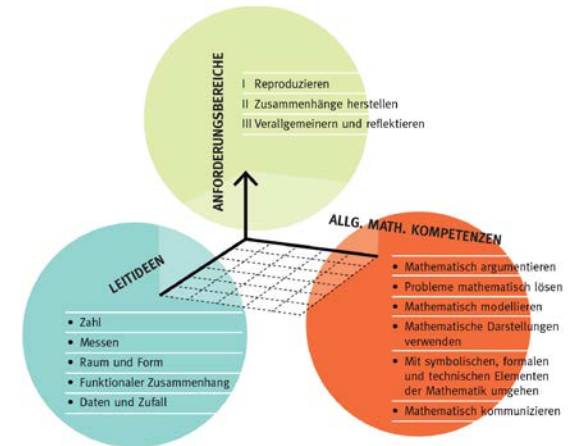 ANFORDERUNGSBEREICHE
I Reproduzieren
II Zusammenhänge herstellen
III Verallgemeinern und reflektieren
LEITIDEEN
• Zahl
• Messen
• Raum und Form
• Funktionaler Zusammenhang
• Daten und Zufall
ALLG. MATH. KOMPETENZEN
• Mathematisch argumentieren
• Probleme mathematisch lösen
• Mathematisch modellieren
• Mathematische Darstellungen
verwenden
• Mit symbolischen, formalen
und technischen Elementen
der Mathematik umgehen
• Mathematisch kommunizieren